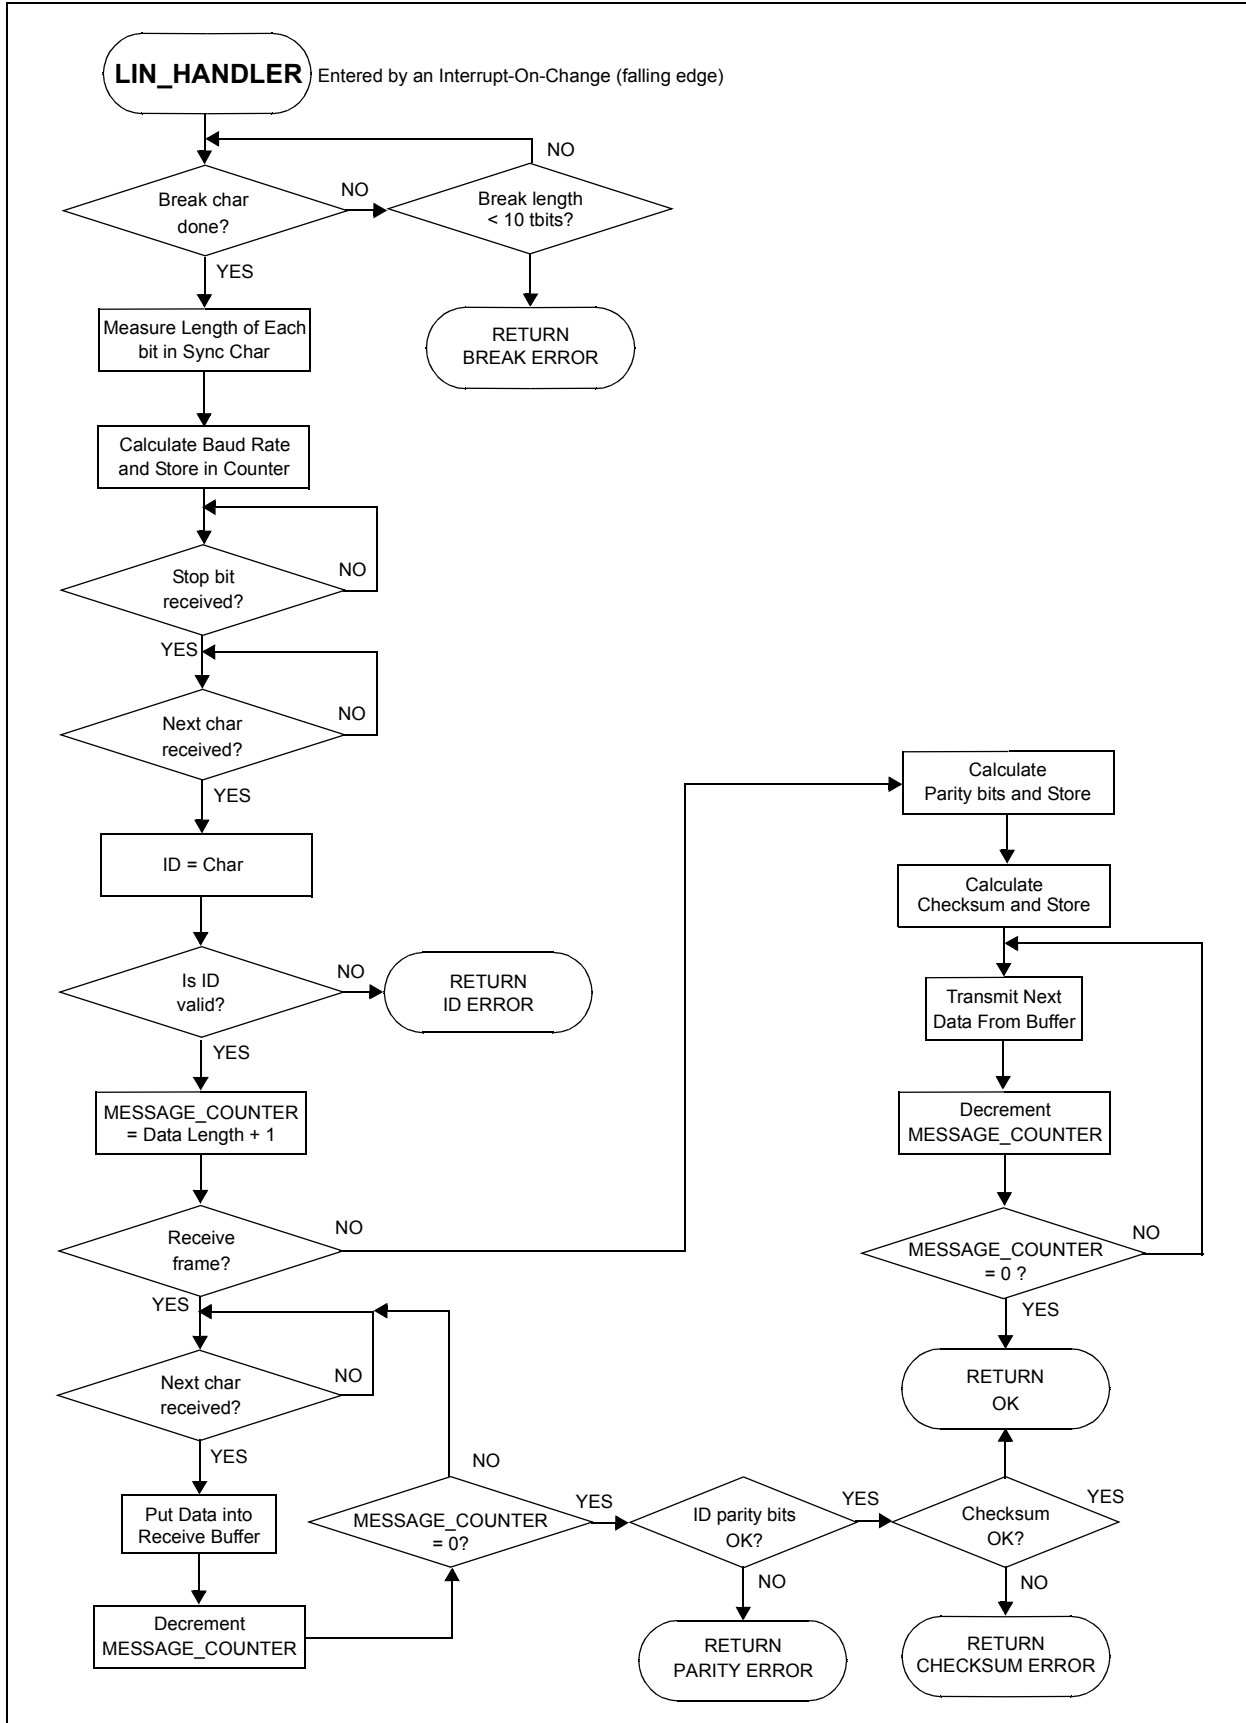 LIN_HANDLER
Entered by an Interrupt-On-Change (falling edge)
NO
Break char
done?
NO
Break length
< 10 tbits?
YES
Measure Length of Each
bit in Sync Char
RETURN
BREAK ERROR
Calculate Baud Rate
and Store in Counter
Stop bit
received?
NO
YES
Next char
received?
NO
YES
ID = Char
Is ID
valid?
NO
RETURN
ID ERROR
YES
MESSAGE_COUNTER
= Data Length + 1
Receive
frame?
NO
YES
Next char
received?
NO
YES
Put Data into
Receive Buffer
Decrement
MESSAGE_COUNTER
NO
MESSAGE_COUNTER
= 0?
YES
ID parity bits
OK?
YES
NO
RETURN
PARITY ERROR
Checksum
OK?
YES
NO
RETURN
CHECKSUM ERROR
Calculate
Parity bits and Store
Calculate
Checksum and Store
Transmit Next
Data From Buffer
Decrement
MESSAGE_COUNTER
MESSAGE_COUNTER
= 0 ?
NO
YES
RETURN
OK